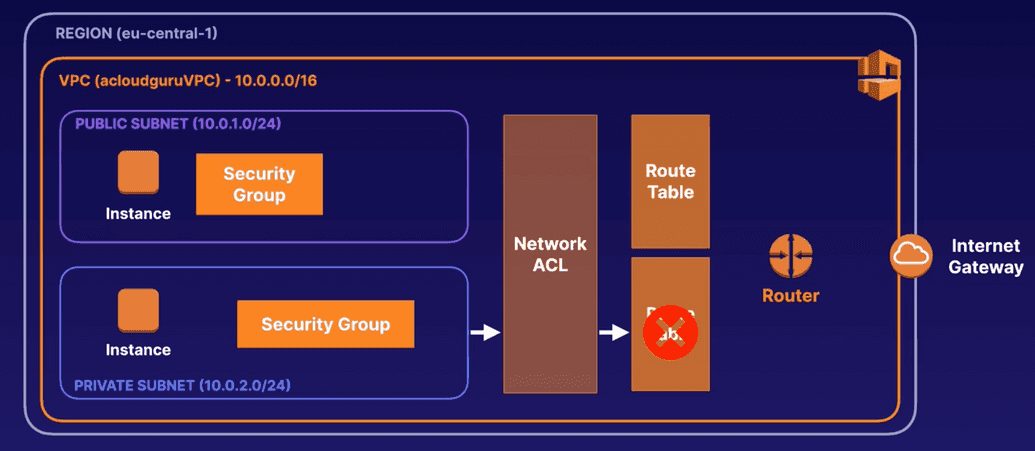 REGION (eu-central-1)
VPC (acloudguruVPC) - 10.0.0.0/16
PUBLIC SUBNET (10.0.1.0/24)
Instance
Security
Group
Network
ACL
Route
Table
Router
Internet
Gateway
Instance
Security Group
PRIVATE SUBNET (10.0.2.0/24)